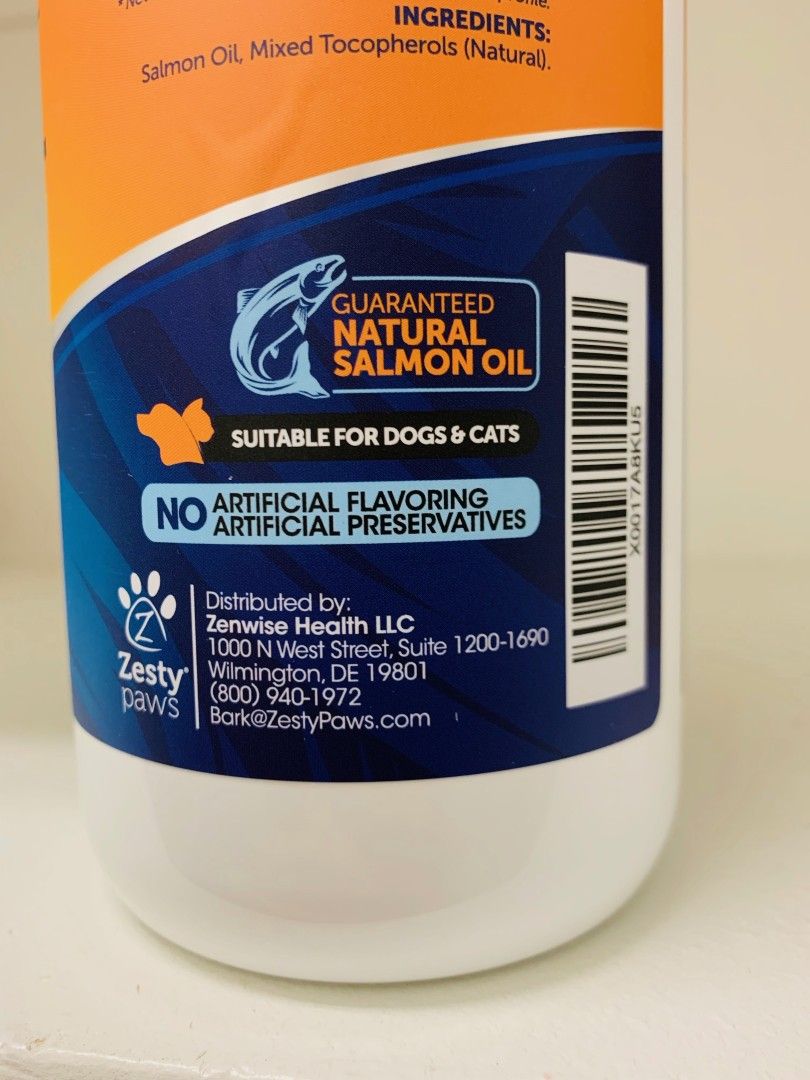 INGREDIENTS:
Salmon Oil, Mixed Tocopherols (Natural).
GUARANTEED
NATURAL
SALMON OIL
SUITABLE FOR DOGS & CATS
NO ARTIFICIAL FLAVORING
ARTIFICIAL PRESERVATIVES
Zesty
paws
Distributed by:
Zenwise Health LLC
1000 N West Street, Suite 1200-1690
Wilmington, DE 19801
(800) 940-1972
Bark@ZestyPaws.com
X0017A8KU5